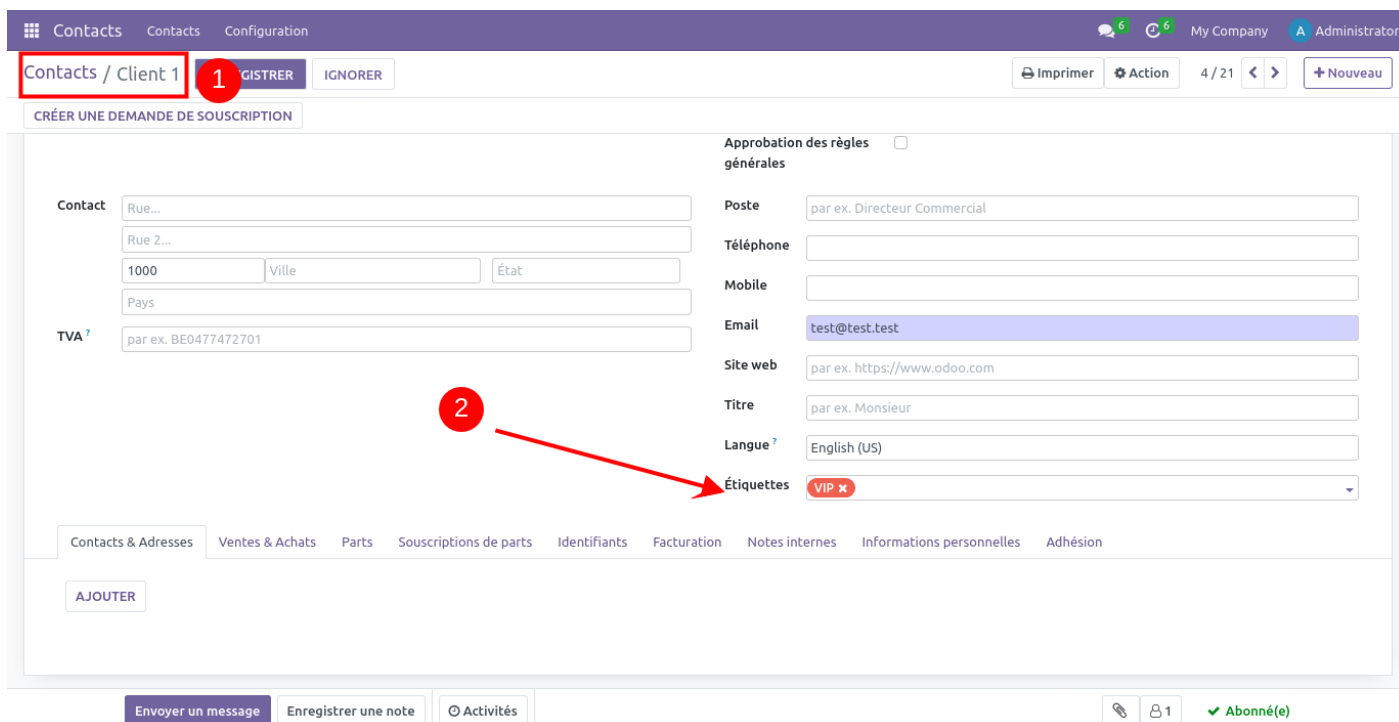 Contacts Contacts Configuration 6 6 My Company A Administrator
Contacts / Client 1 1 GISTRER IGNORER Imprimer Action 4 / 21 Nouveau
CRÉER UNE DEMANDE DE SOUSCRIPTION
Approbation des règles
générales
Contact Rue... Poste par ex. Directeur Commercial
Rue 2...
Téléphone
1000 Ville État
Mobile
Pays
Email test@test.test
TVA ? par ex. BE0477472701
Site web par ex. https://www.odoo.com
2 Titre par ex. Monsieur
Langue ? English (US)
Étiquettes VIP
Contacts & Adresses Ventes & Achats Parts Souscriptions de parts Identifiants Facturation Notes internes Informations personnelles Adhésion
AJOUTER
Envoyer un message Enregistrer une note Activités 1 Abonné(e)